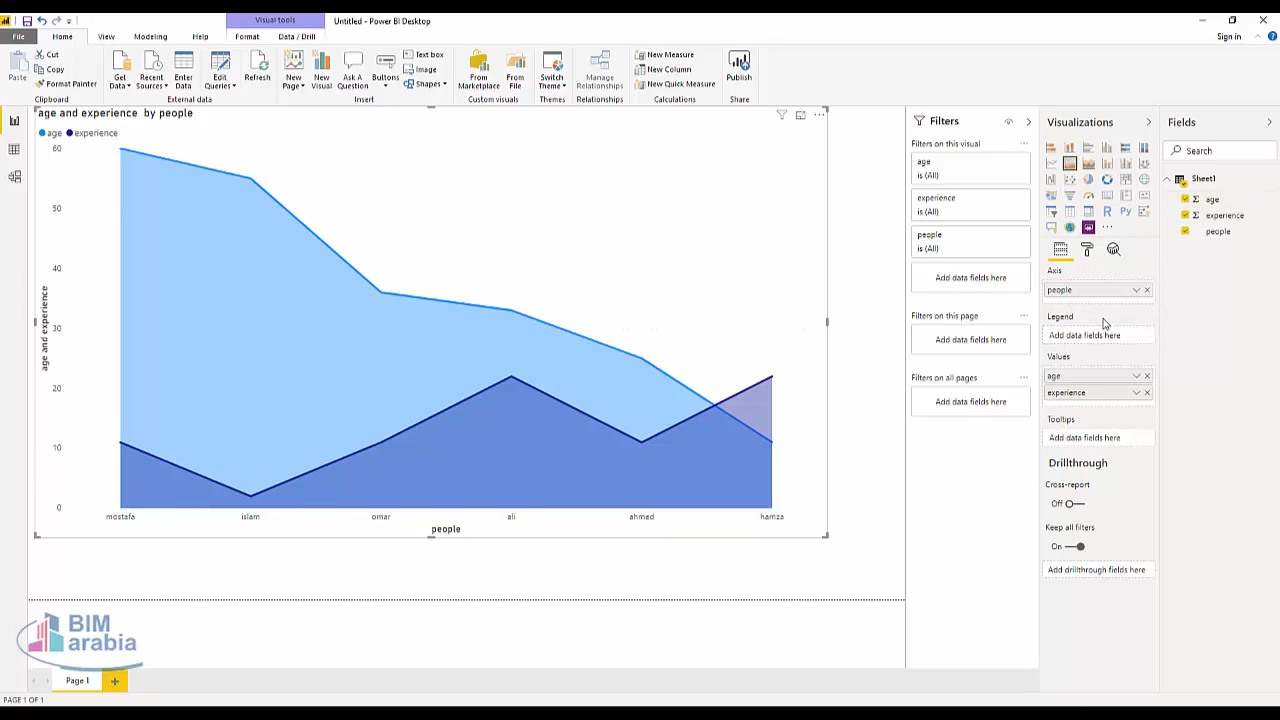 Visual tools
Untitled - Power BI Desktop
File Home View Modeling Help Format Data / Drill
Sign in
Paste
Cut
Copy
Format Painter
Clipboard
Get Data
Recent Sources
Enter Data
Edit Queries
Refresh
External data
New Page
New Visual
Ask A Question
Buttons
Text box
Image
Shapes
Insert
From Marketplace
From File
Custom visuals
Switch Theme
Themes
Manage Relationships
Relationships
New Measure
New Column
New Quick Measure
Calculations
Publish
Share
age and experience by people
age experience
60
50
40
30
20
10
0
age and experience
mostafa islam omar ali ahmed hamza
people
BIM
arabia
Page 1
PAGE 1 OF 1
Filters
Filters on this visual
age
is (All)
experience
is (All)
people
is (All)
Add data fields here
Filters on this page
Add data fields here
Filters on all pages
Add data fields here
Visualizations
R Py
Axis
people
Legend
Add data fields here
Values
age
experience
Tooltips
Add data fields here
Drillthrough
Cross-report
Off
Keep all filters
On
Add drillthrough fields here
Fields
Search
Sheet1
Σ age
Σ experience
people